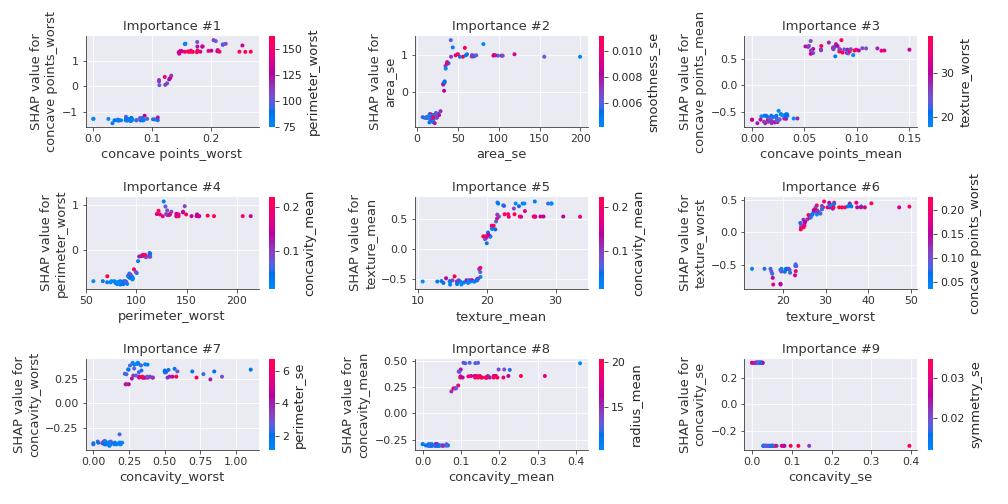 Importance #1
SHAP value for
concave points_worst
1
0
−1
0.0
0.2
concave points_worst
150
125
100
75
perimeter_worst
Importance #2
SHAP value for
area_se
1
0
0
50
100
150
200
area_se
0.010
0.008
0.006
smoothness_se
Importance #3
SHAP value for
concave points_mean
0.5
0.0
−0.5
0.00
0.05
0.10
0.15
concave points_mean
30
20
texture_worst
Importance #4
SHAP value for
perimeter_worst
1
0
50
100
150
200
perimeter_worst
0.2
0.1
concavity_mean
Importance #5
SHAP value for
texture_mean
0.5
0.0
−0.5
10
20
30
texture_mean
0.2
0.1
concavity_mean
Importance #6
SHAP value for
texture_worst
0.5
0.0
−0.5
20
30
40
50
texture_worst
0.20
0.15
0.10
0.05
concave points_worst
Importance #7
SHAP value for
concavity_worst
0.25
0.00
−0.25
0.00
0.25
0.50
0.75
1.00
concavity_worst
6
4
2
perimeter_se
Importance #8
SHAP value for
concavity_mean
0.50
0.25
0.00
−0.25
0.0
0.1
0.2
0.3
0.4
concavity_mean
20
15
radius_mean
Importance #9
SHAP value for
concavity_se
0.2
0.0
−0.2
0.0
0.1
0.2
0.3
0.4
concavity_se
0.03
0.02
symmetry_se